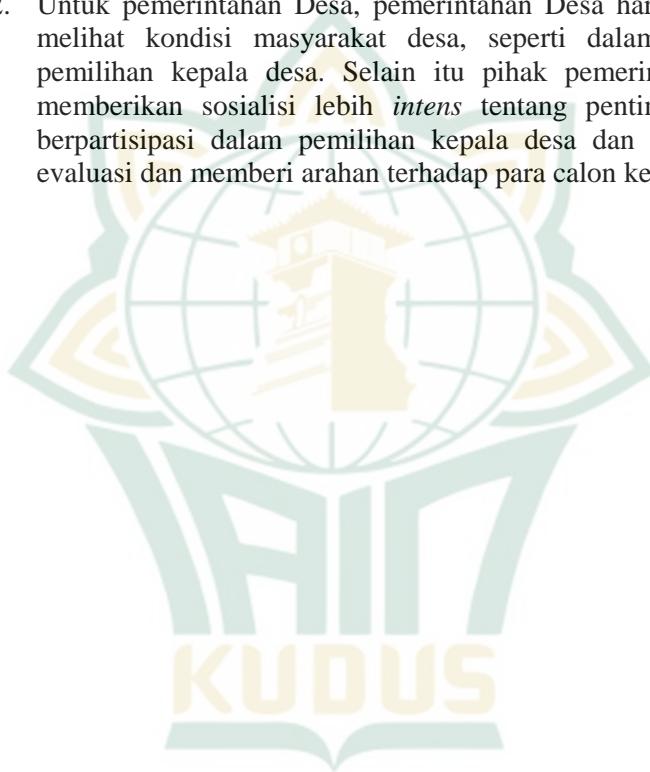 2. Untuk pemerintahan Desa, pemerintahan Desa har
melihat kondisi masyarakat desa, seperti dalam
pemilihan kepala desa. Selain itu pihak pemerin
memberikan sosialisi lebih intens tentang pentin
berpartisipasi dalam pemilihan kepala desa dan
evaluasi dan memberi arahan terhadap para calon ke
IAIN
KUDUS